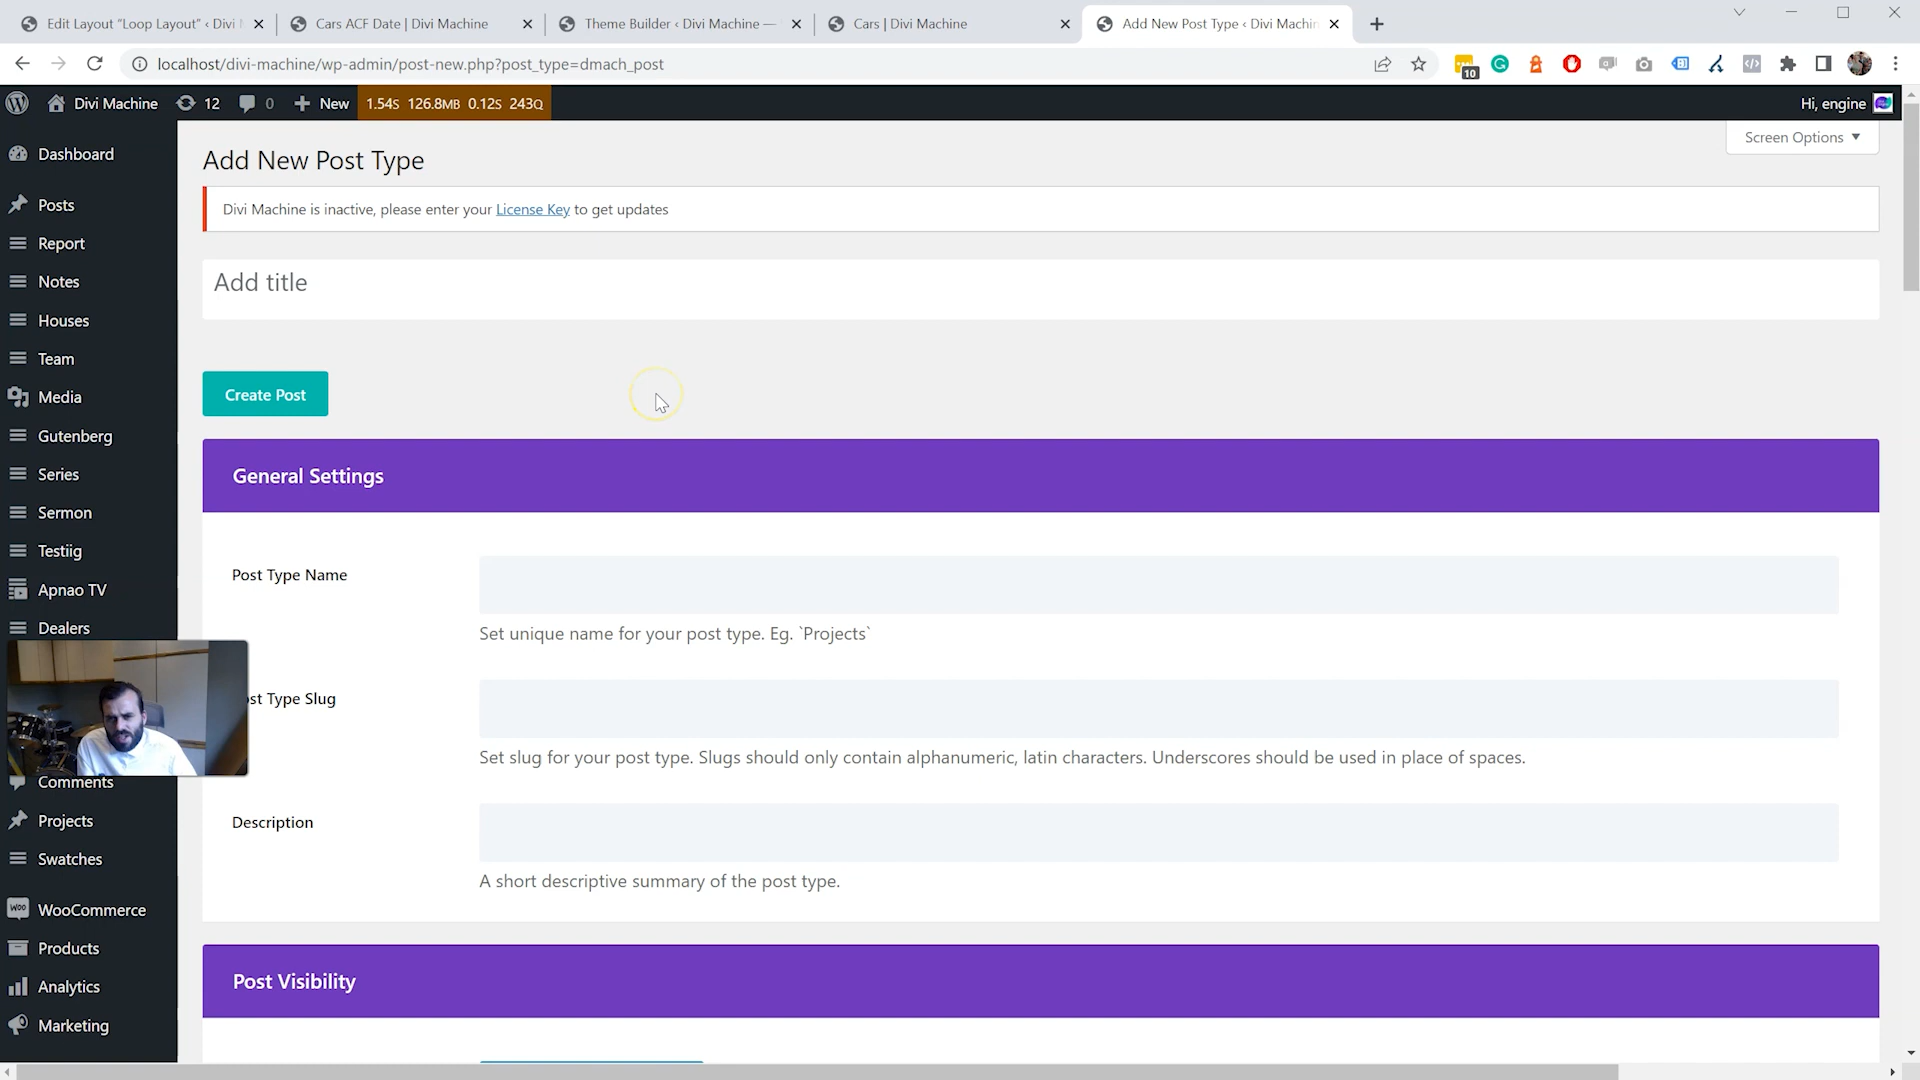 Edit Layout “Loop Layout” ‹ Divi M
Cars ACF Date | Divi Machine
Theme Builder ‹ Divi Machine —
Cars | Divi Machine
Add New Post Type ‹ Divi Machin
localhost/divi-machine/wp-admin/post-new.php?post_type=dmach_post
10
Divi Machine
12
0
New
1.54S 126.8MB 0.12S 243Q
Hi, engine
Screen Options
Dashboard
Posts
Report
Notes
Houses
Team
Media
Gutenberg
Series
Sermon
Testiig
Apnao TV
Dealers
Comments
Projects
Swatches
WooCommerce
Products
Analytics
Marketing
Add New Post Type
Divi Machine is inactive, please enter your License Key to get updates
Add title
Create Post
General Settings
Post Type Name
Set unique name for your post type. Eg. `Projects`
st Type Slug
Set slug for your post type. Slugs should only contain alphanumeric, latin characters. Underscores should be used in place of spaces.
Description
A short descriptive summary of the post type.
Post Visibility